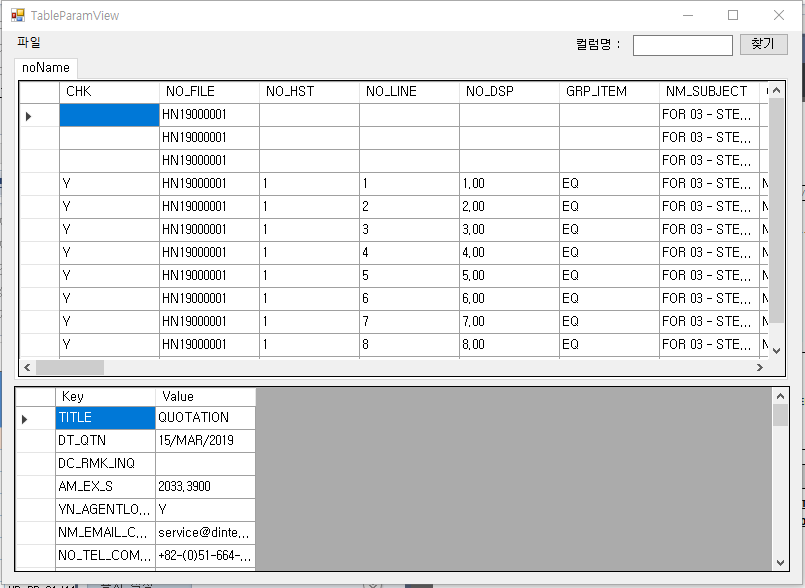 TableParamView
파일
컬럼명 : 찾기
noName
CHK NO_FILE NO_HST NO_LINE NO_DSP GRP_ITEM NM_SUBJECT
HN19000001 FOR 03 - STE...
HN19000001 FOR 03 - STE...
HN19000001 FOR 03 - STE...
Y HN19000001 1 1 1.00 EQ FOR 03 - STE...
Y HN19000001 1 2 2.00 EQ FOR 03 - STE...
Y HN19000001 1 3 3.00 EQ FOR 03 - STE...
Y HN19000001 1 4 4.00 EQ FOR 03 - STE...
Y HN19000001 1 5 5.00 EQ FOR 03 - STE...
Y HN19000001 1 6 6.00 EQ FOR 03 - STE...
Y HN19000001 1 7 7.00 EQ FOR 03 - STE...
Y HN19000001 1 8 8.00 EQ FOR 03 - STE...
Key Value
TITLE QUOTATION
DT_QTN 15/MAR/2019
DC_RMK_INQ
AM_EX_S 2033.3900
YN_AGENTLO... Y
NM_EMAIL_C... service@dinte...
NO_TEL_COM... +82-(0)51-664-...